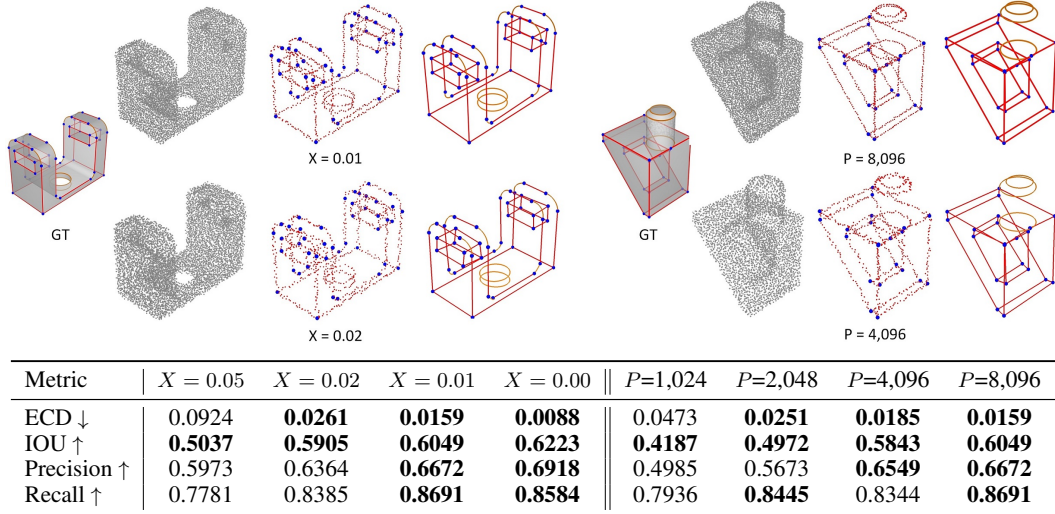 X = 0.01
P = 8,096
GT
GT
X = 0.02
P = 4,096
Metric X = 0.05 X = 0.02 X = 0.01 X = 0.00 P=1,024 P=2,048 P=4,096 P=8,096
ECD ↓ 0.0924 0.0261 0.0159 0.0088 0.0473 0.0251 0.0185 0.0159
IOU ↑ 0.5037 0.5905 0.6049 0.6223 0.4187 0.4972 0.5843 0.6049
Precision ↑ 0.5973 0.6364 0.6672 0.6918 0.4985 0.5673 0.6549 0.6672
Recall ↑ 0.7781 0.8385 0.8691 0.8584 0.7936 0.8445 0.8344 0.8691